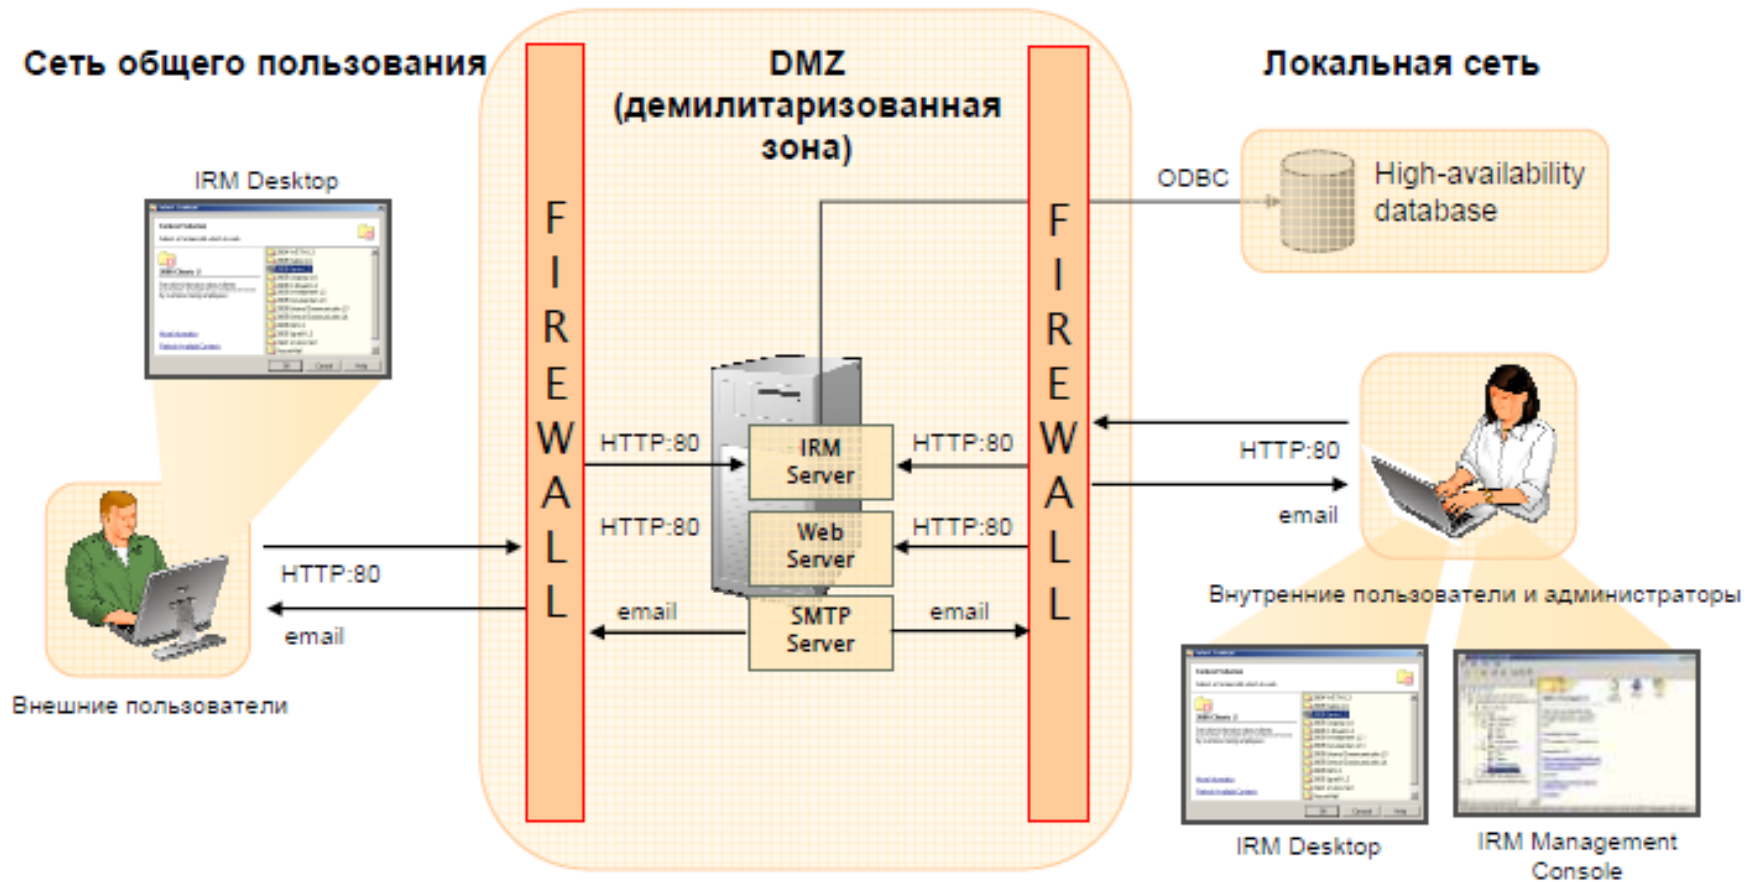 Сеть общего пользования
DMZ
(демилитаризованная
зона)
Локальная сеть
IRM Desktop
ODBC
High-availability
database
FIREWALL
FIREWALL
HTTP:80
IRM
Server
HTTP:80
HTTP:80
Web
Server
HTTP:80
email
SMTP
Server
email
HTTP:80
email
HTTP:80
email
Внешние пользователи
Внутренние пользователи и администраторы
IRM Desktop
IRM Management
Console